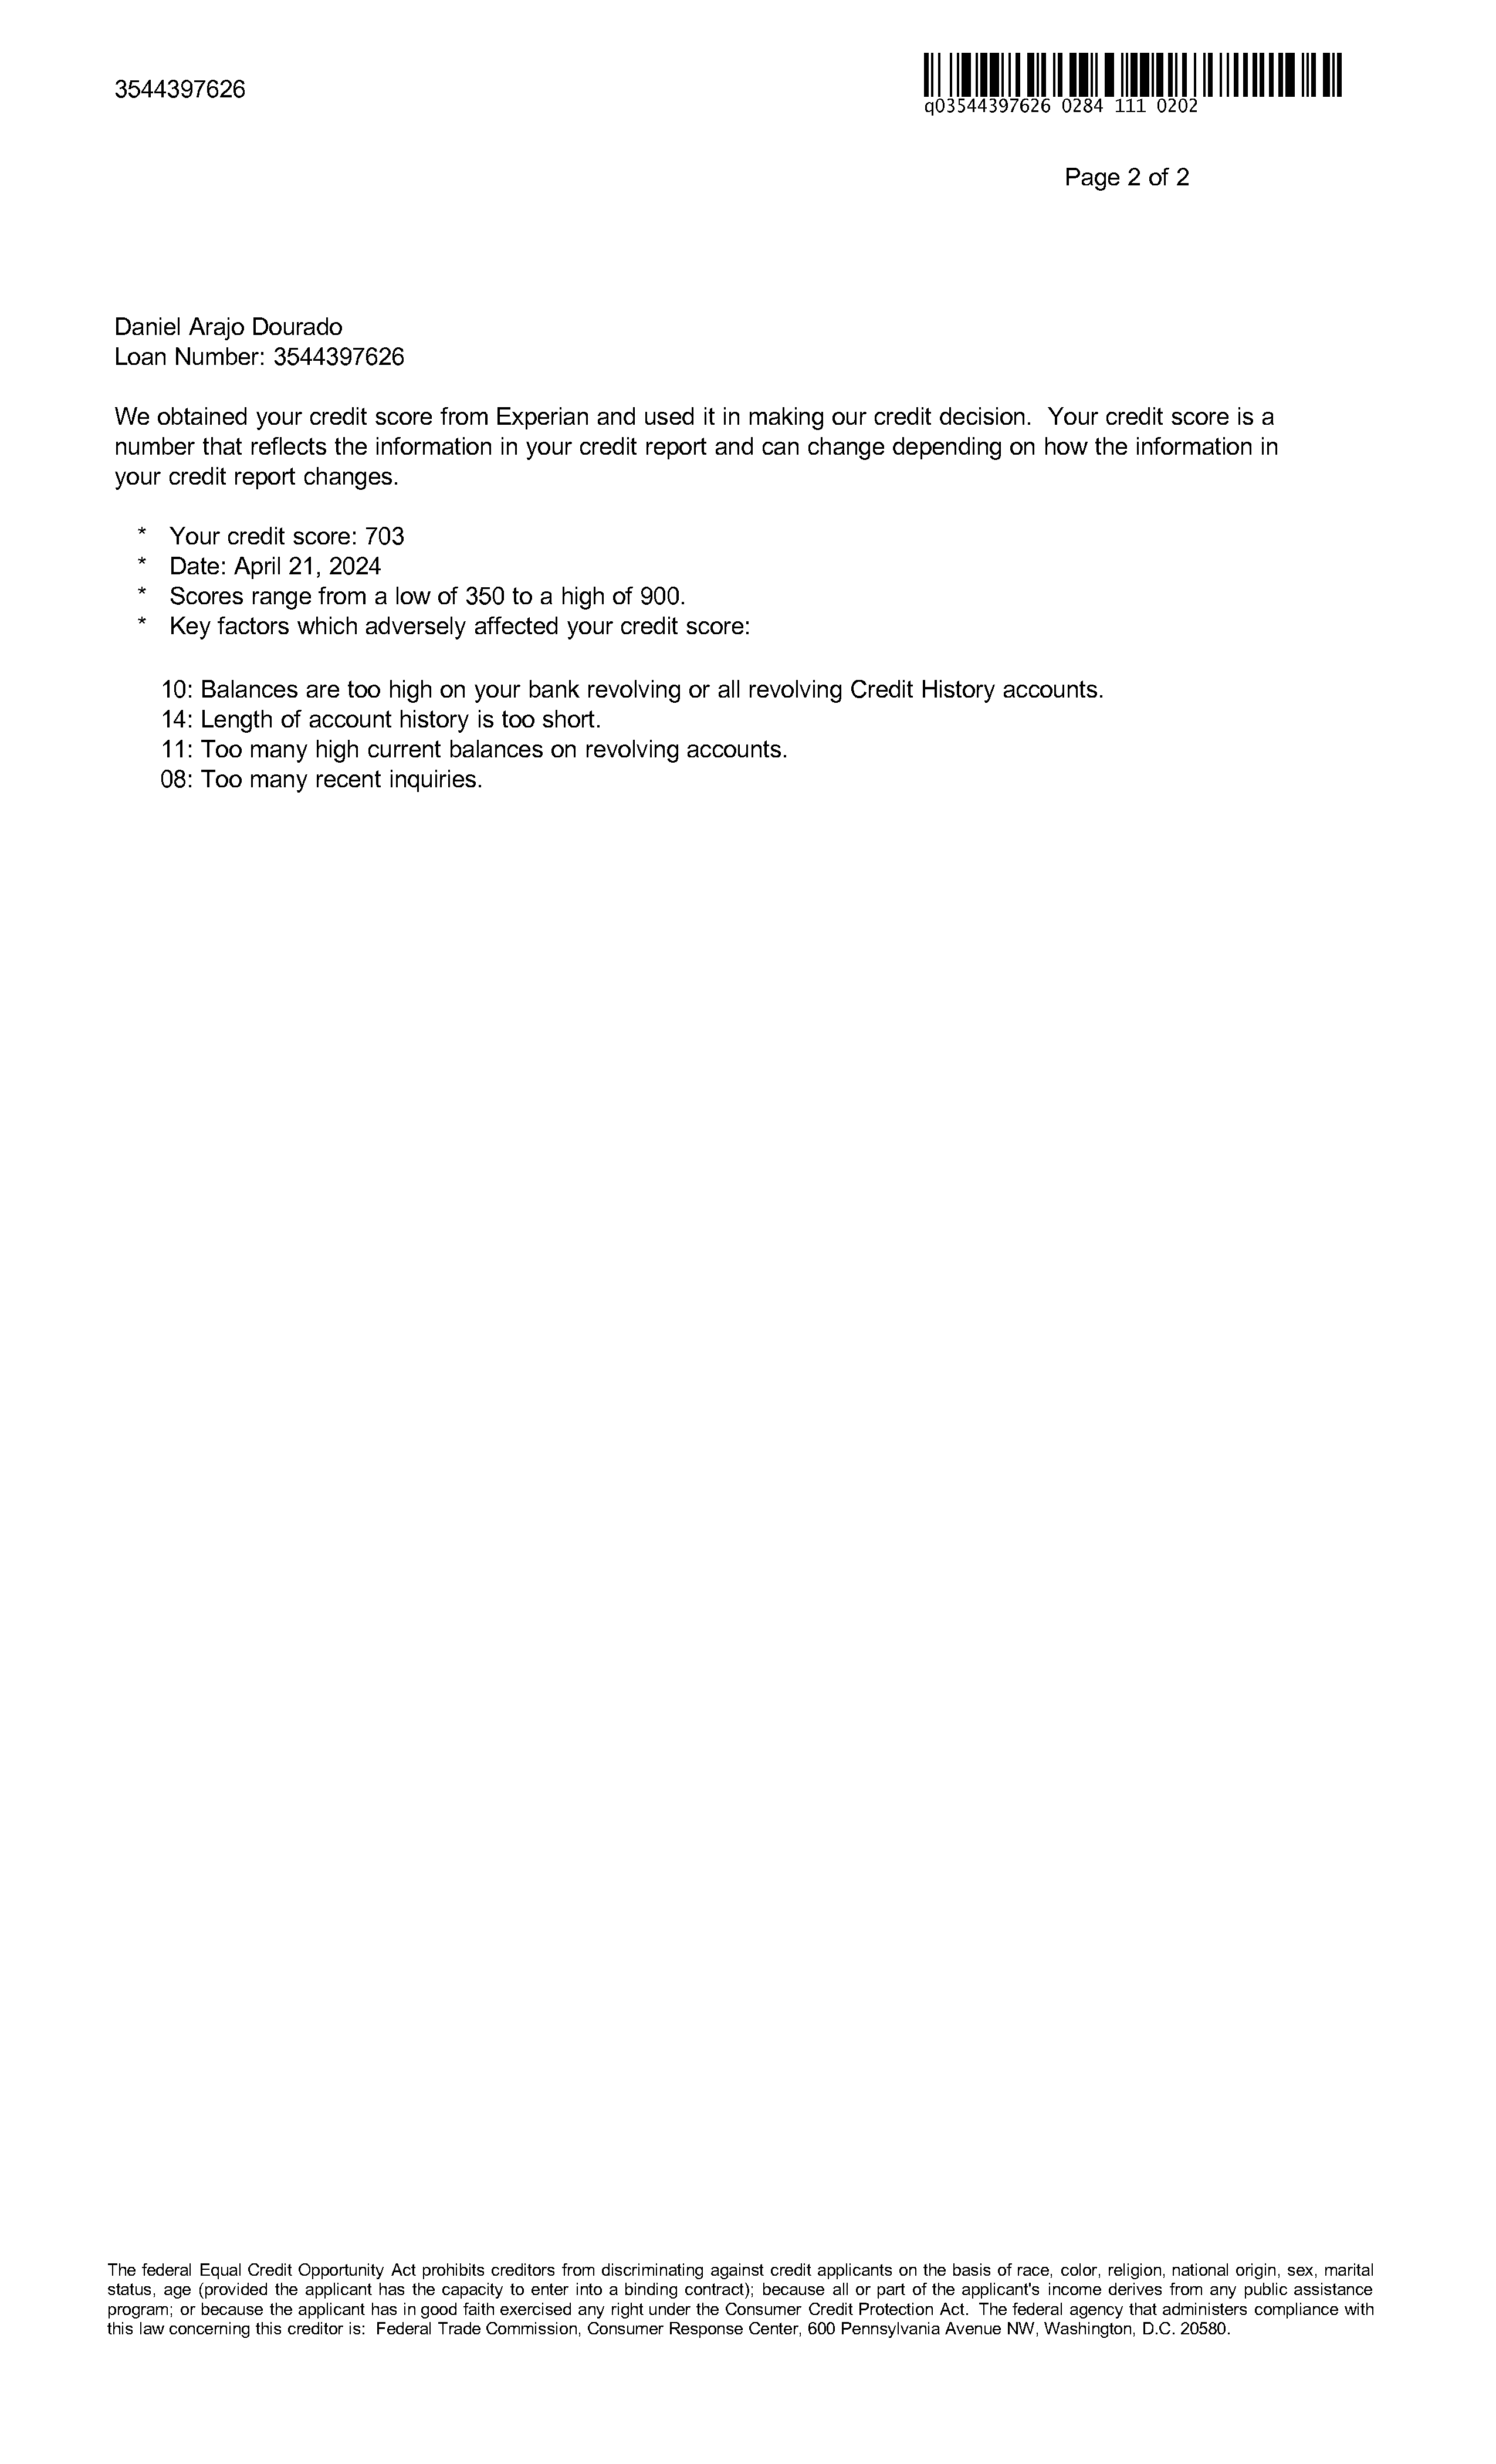 3544397626
q03544397626 0284 111 0202
Page 2 of 2
Daniel Arajo Dourado
Loan Number: 3544397626
We obtained your credit score from Experian and used it in making our credit decision.  Your credit score is a
number that reflects the information in your credit report and can change depending on how the information in
your credit report changes.
* Your credit score: 703
* Date: April 21, 2024
* Scores range from a low of 350 to a high of 900.
* Key factors which adversely affected your credit score:
10: Balances are too high on your bank revolving or all revolving Credit History accounts.
14: Length of account history is too short.
11: Too many high current balances on revolving accounts.
08: Too many recent inquiries.
The federal Equal Credit Opportunity Act prohibits creditors from discriminating against credit applicants on the basis of race, color, religion, national origin, sex, marital
status, age (provided the applicant has the capacity to enter into a binding contract); because all or part of the applicant's income derives from any public assistance
program; or because the applicant has in good faith exercised any right under the Consumer Credit Protection Act.  The federal agency that administers compliance with
this law concerning this creditor is:  Federal Trade Commission, Consumer Response Center, 600 Pennsylvania Avenue NW, Washington, D.C. 20580.